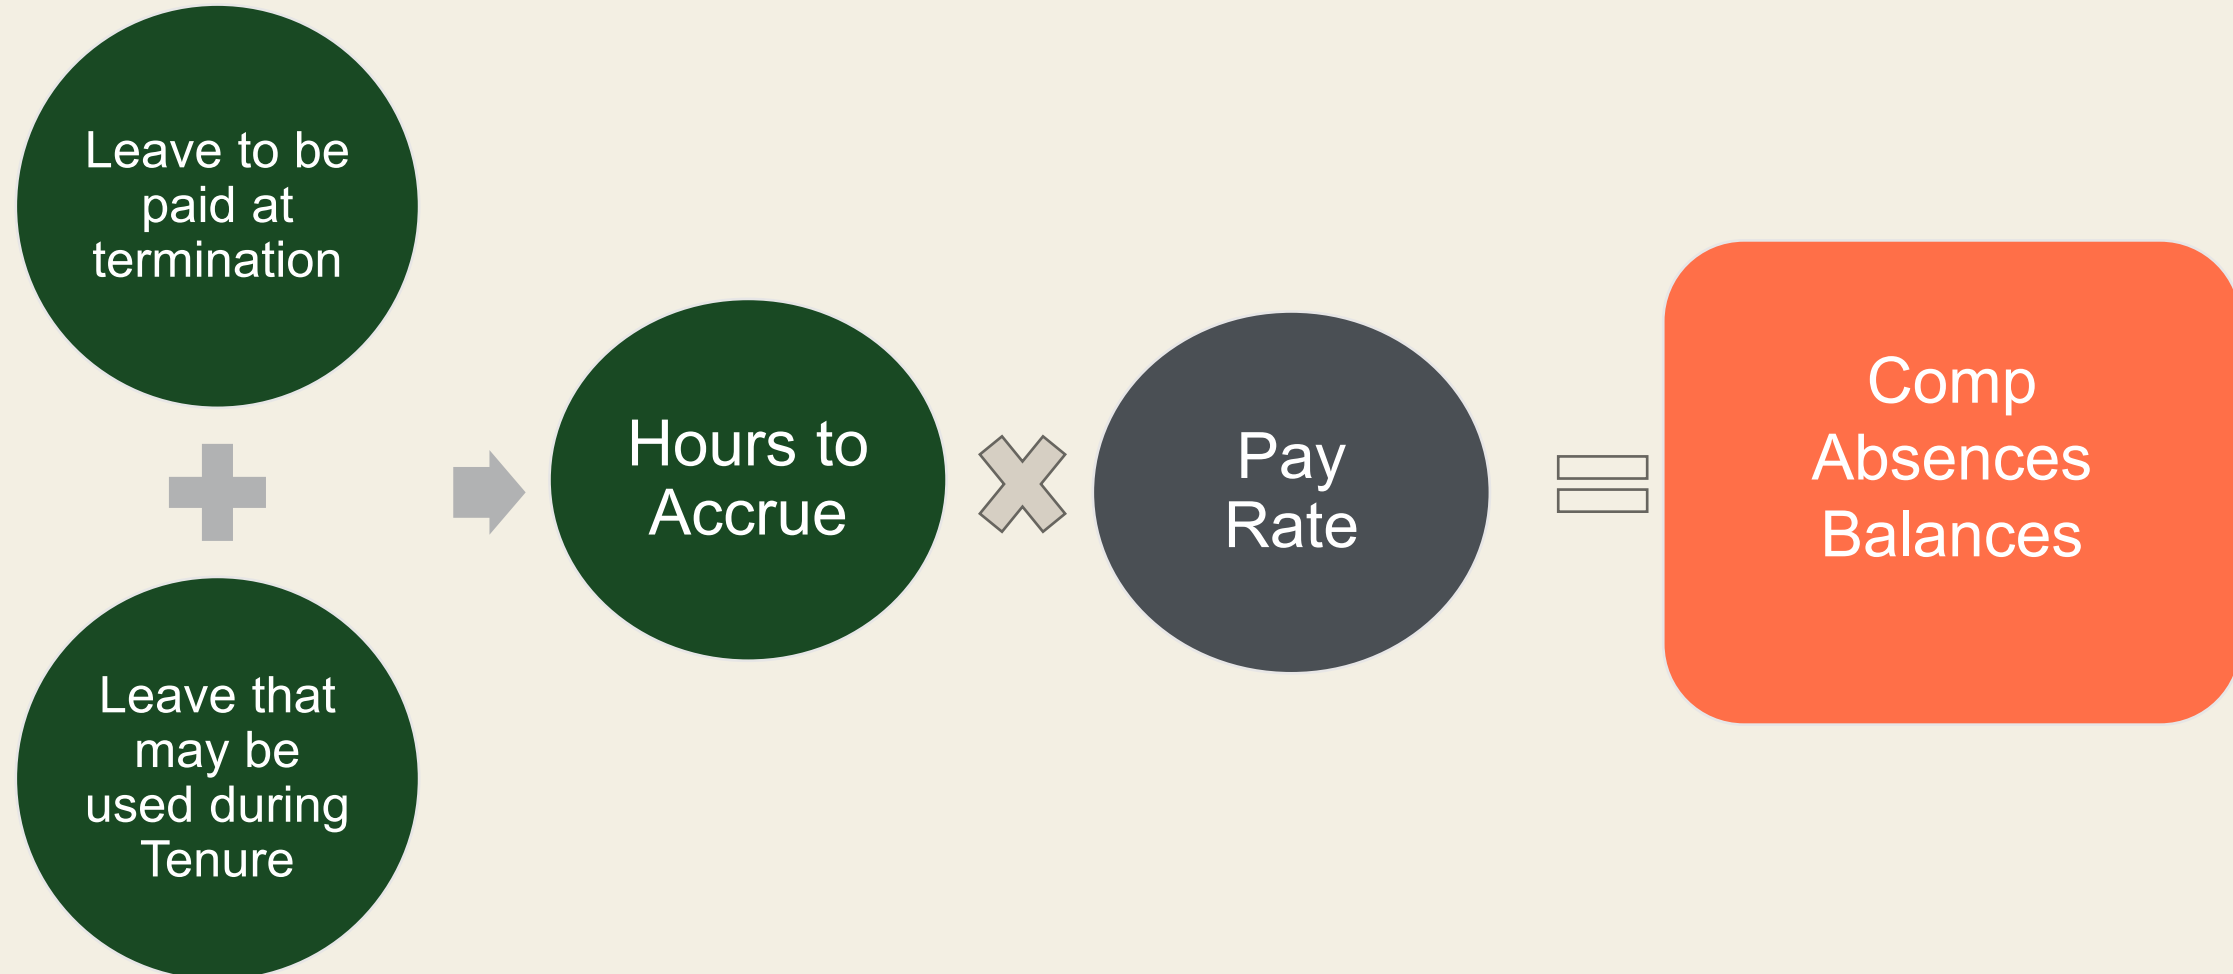 Leave to be
paid at
termination
Leave that
may be
used during
Tenure
Hours to
Accrue
Pay
Rate
Comp
Absences
Balances